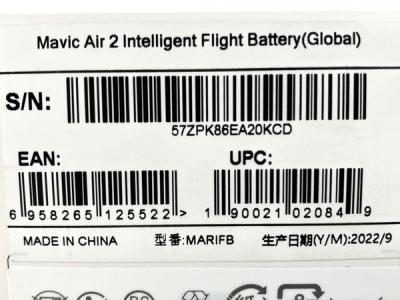 Mavic Air 2 Intelligent Flight Battery(Global)
S/N:
57ZPK86EA20KCD
EAN: UPC:
6 958265 125522 > 1 90021 02084 9
MADE IN CHINA 型番:MARIFB 生产日期(Y/M):2022/9